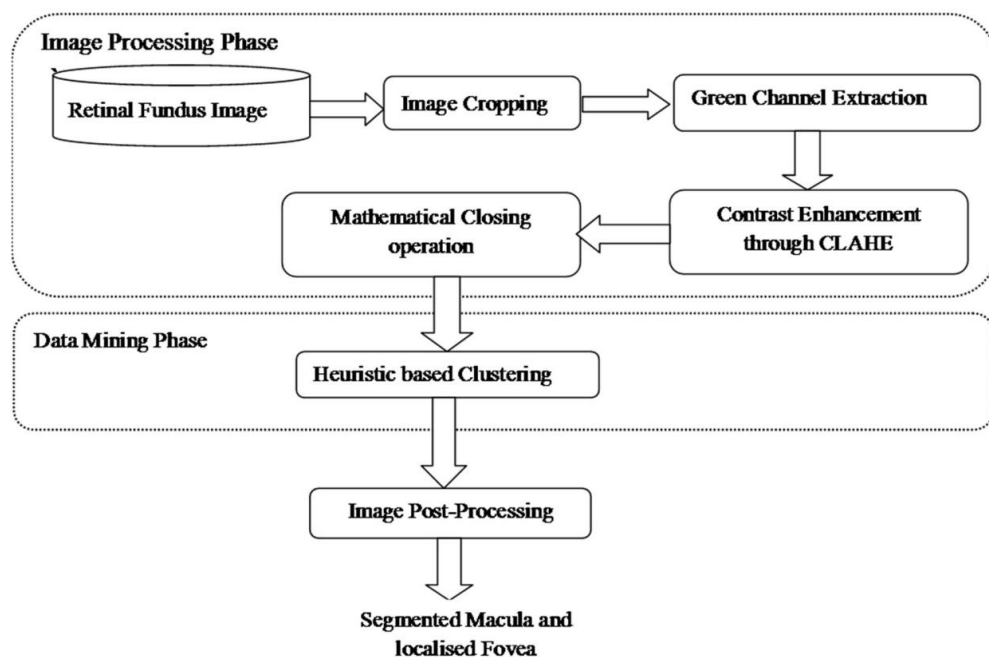 Image Processing Phase
Retinal Fundus Image
Image Cropping
Green Channel Extraction
Contrast Enhancement
through CLAHE
Mathematical Closing
operation
Data Mining Phase
Heuristic based Clustering
Image Post-Processing
Segmented Macula and
localised Fovea